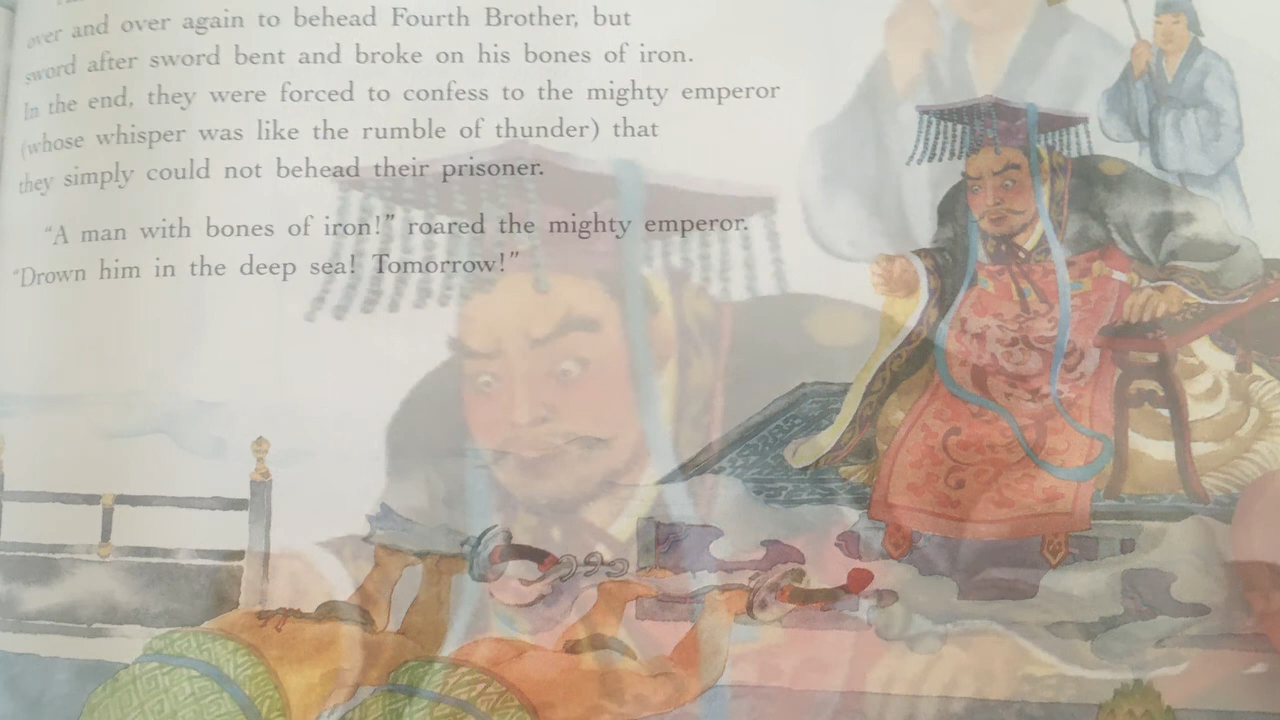 over and over again to behead Fourth Brother, but
sword after sword bent and broke on his bones of iron.
In the end, they were forced to confess to the mighty emperor
(whose whisper was like the rumble of thunder) that
they simply could not behead their prisoner.
“A man with bones of iron!” roared the mighty emperor.
“Drown him in the deep sea! Tomorrow!”